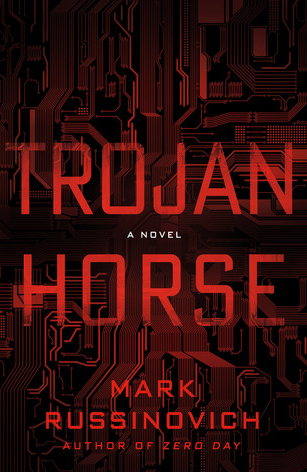 TROJAN
A NOVEL
HORSE
MARK
RUSSINOVICH
AUTHOR OF ZERO DAY